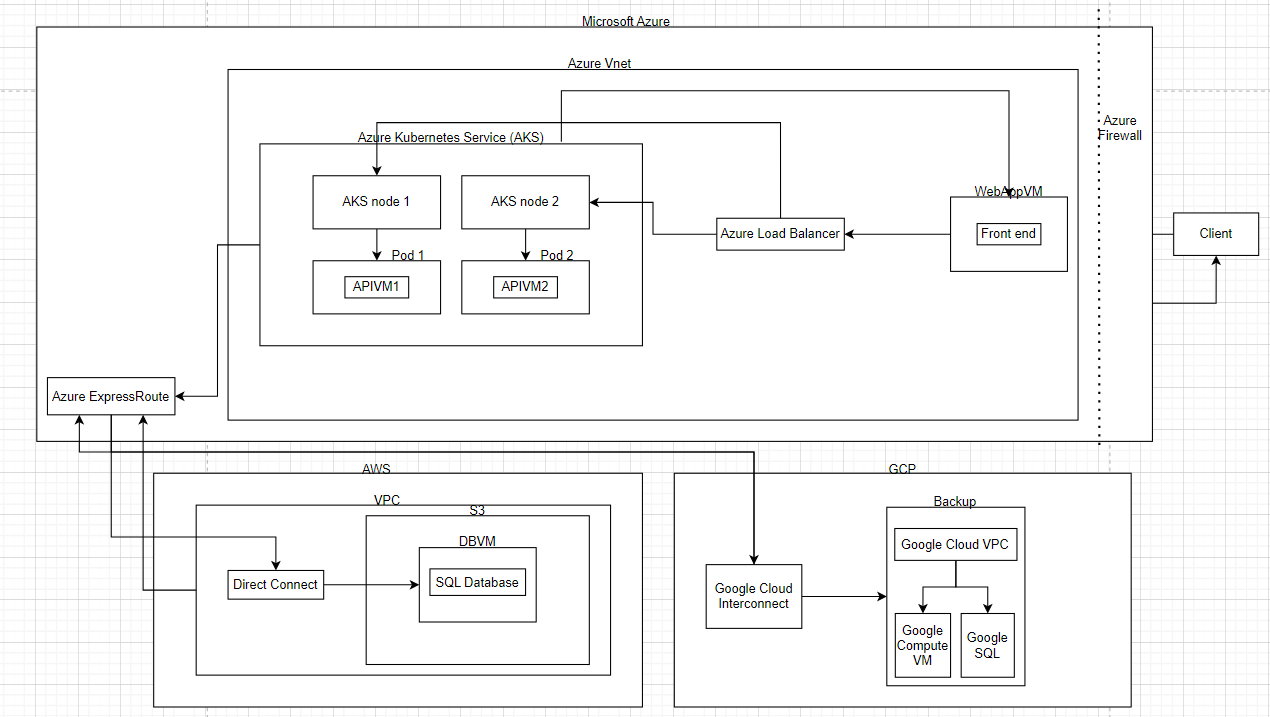 Microsoft Azure
Azure Vnet
Azure
Firewall
Azure Kubernetes Service (AKS)
WebAppVM
AKS node 1
AKS node 2
Azure Load Balancer
Front end
Client
Pod 1
Pod 2
APIVM1
APIVM2
Azure ExpressRoute
AWS
GCP
VPC
S3
Backup
DBVM
Google Cloud VPC
Direct Connect
SQL Database
Google Cloud
Interconnect
Google
Compute
VM
Google
SQL